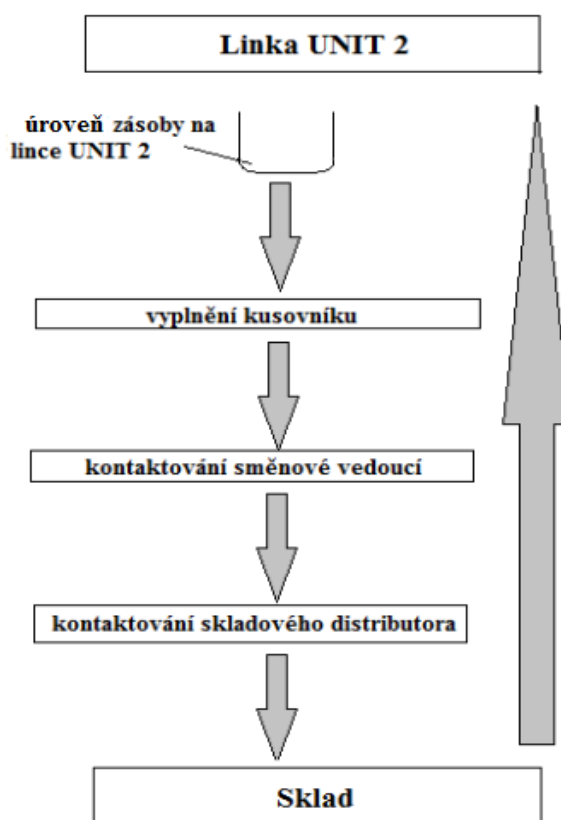 Linka UNIT 2
úroveň zásoby na
lince UNIT 2
vyplnění kusovníku
kontaktování směnové vedoucí
kontaktování skladového distributora
Sklad